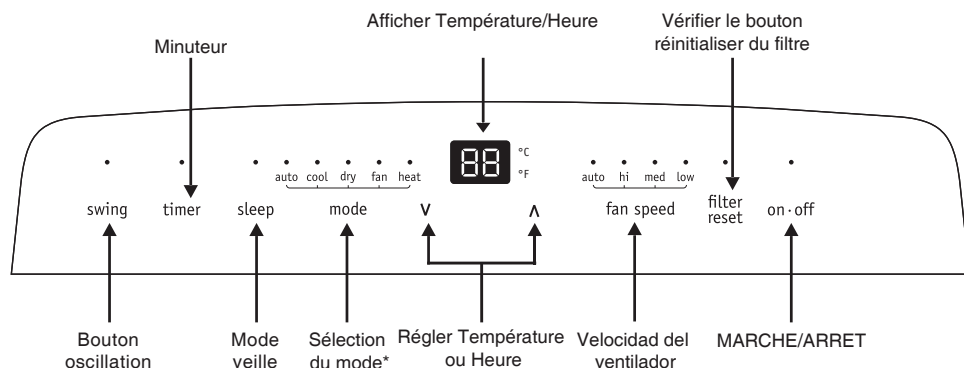 Afficher Température/Heure
Vérifier le bouton
réinitialiser du filtre
Minuteur
88
°C
°F
auto cool dry fan heat
auto hi med low
swing timer sleep mode V Λ fan speed filter reset on·off
Bouton
oscillation
Mode
veille
Sélection
du mode*
Régler Température
ou Heure
Velocidad del
ventilador
MARCHE/ARRET